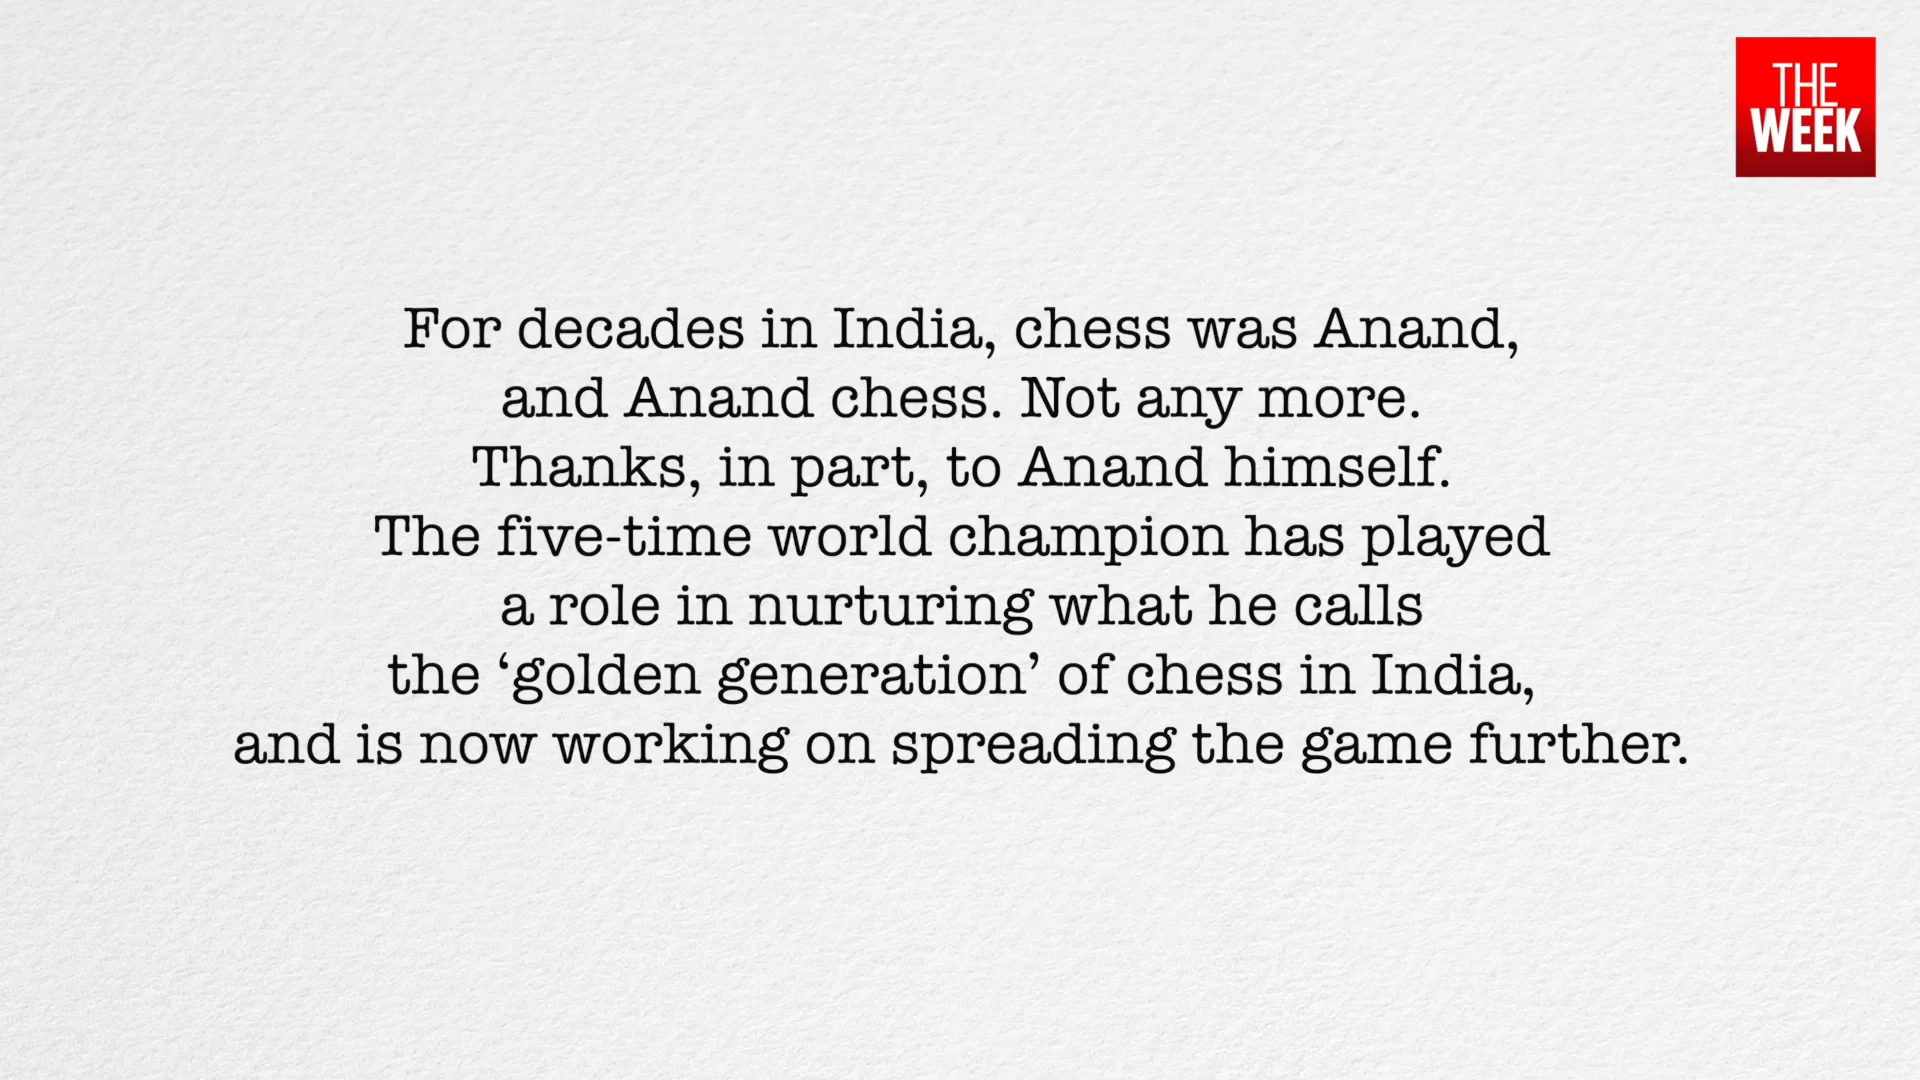 THE
WEEK
For decades in India, chess was Anand,
and Anand chess. Not any more.
Thanks, in part, to Anand himself.
The five-time world champion has played
a role in nurturing what he calls
the ‘golden generation’ of chess in India,
and is now working on spreading the game further.